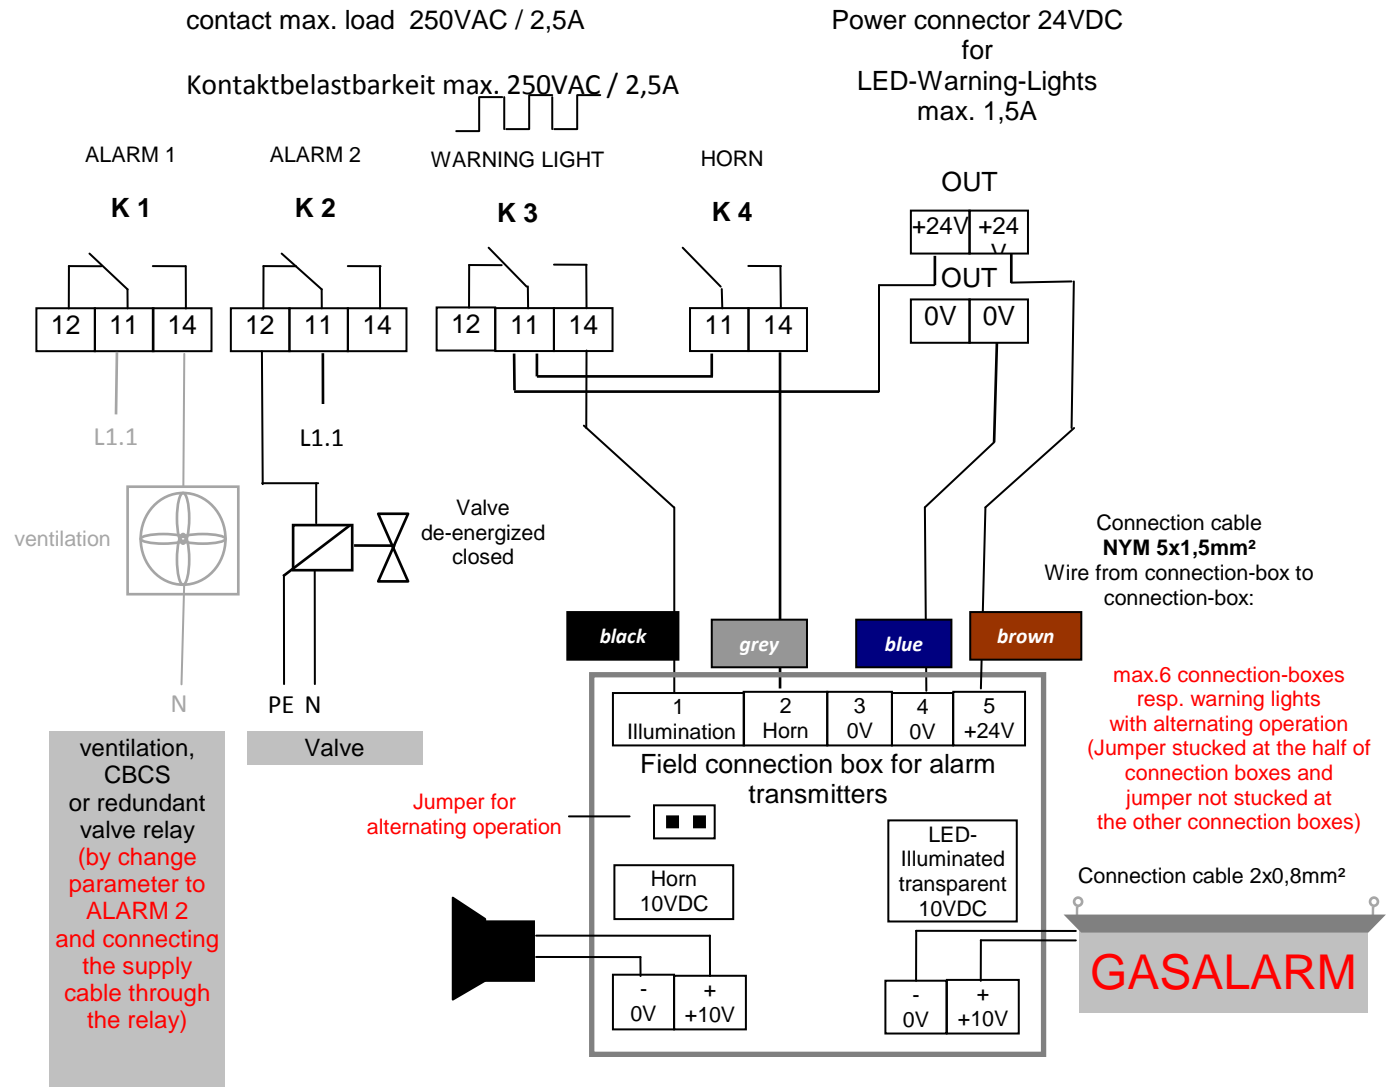 contact max. load 250VAC / 2,5A
Kontaktbelastbarkeit max. 250VAC / 2,5A
Power connector 24VDC
for
LED-Warning-Lights
max. 1,5A
ALARM 1
K 1
ALARM 2
K 2
WARNING LIGHT
K 3
HORN
K 4
OUT
+24V +24
V
OUT
0V 0V
12 11 14
12 11 14
12 11 14
11 14
L1.1
L1.1
ventilation
Valve
de-energized
closed
N
PE N
Connection cable
NYM 5x1,5mm²
Wire from connection-box to
connection-box:
black
grey
blue
brown
max.6 connection-boxes
resp. warning lights
with alternating operation
(Jumper stucked at the half of
connection boxes and
jumper not stucked at
the other connection boxes)
ventilation,
CBCS
or redundant
valve relay
(by change
parameter to
ALARM 2
and connecting
the supply
cable through
the relay)
Valve
1 2 3 4 5
Illumination Horn 0V 0V +24V
Field connection box for alarm
transmitters
Jumper for
alternating operation
Horn
10VDC
LED-
Illuminated
transparent
10VDC
Connection cable 2x0,8mm²
GASALARM
- +
0V +10V
- +
0V +10V